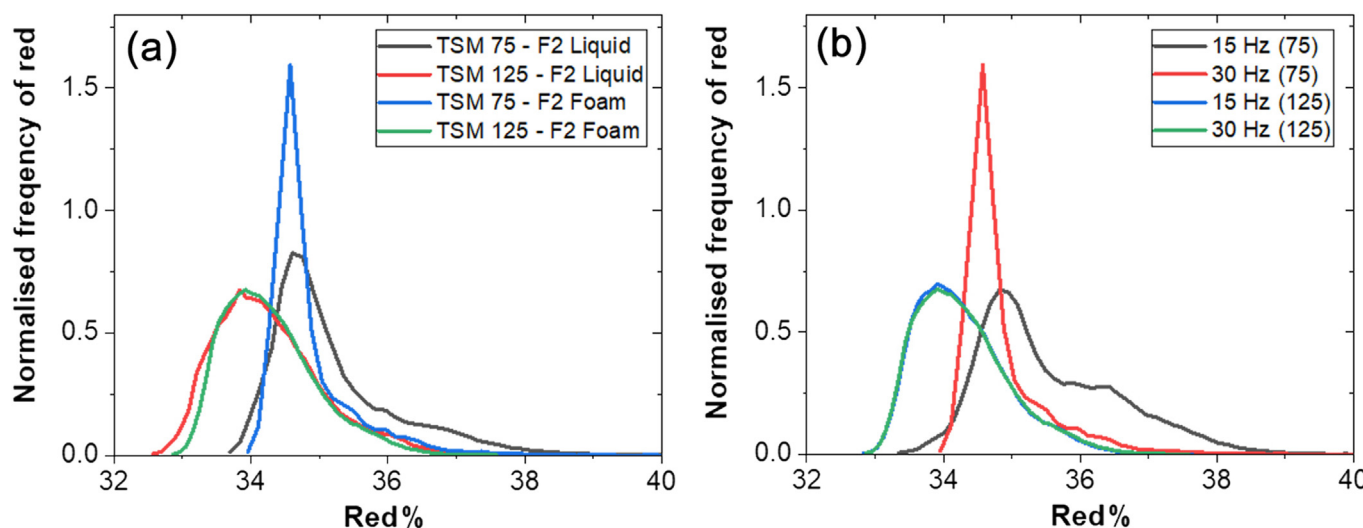 (a)
TSM 75 - F2 Liquid
TSM 125 - F2 Liquid
TSM 75 - F2 Foam
TSM 125 - F2 Foam
Normalised freqency of red
1.5
1.0
0.5
0.0
32 34 36 38 40
Red%
(b)
15 Hz (75)
30 Hz (75)
15 Hz (125)
30 Hz (125)
Normalised frequency of red
1.5
1.0
0.5
0.0
32 34 36 38 40
Red%